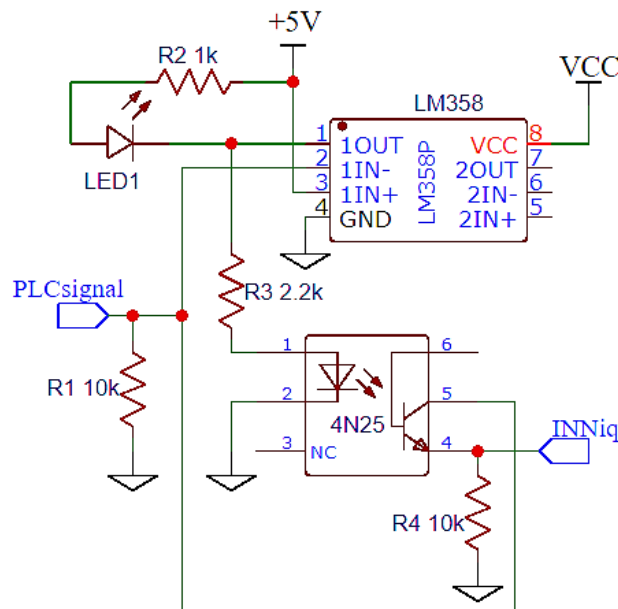 +5V
R2 1k
VCC
LM358
LED1
1 1OUT VCC 8
2 1IN- 2OUT 7
3 1IN+ 2IN- 6
4 GND 2IN+ 5
LM358P
PLCsignal
R3 2.2k
R1 10k
1 6
2 5
4N25
3 NC 4
INNiq
R4 10k